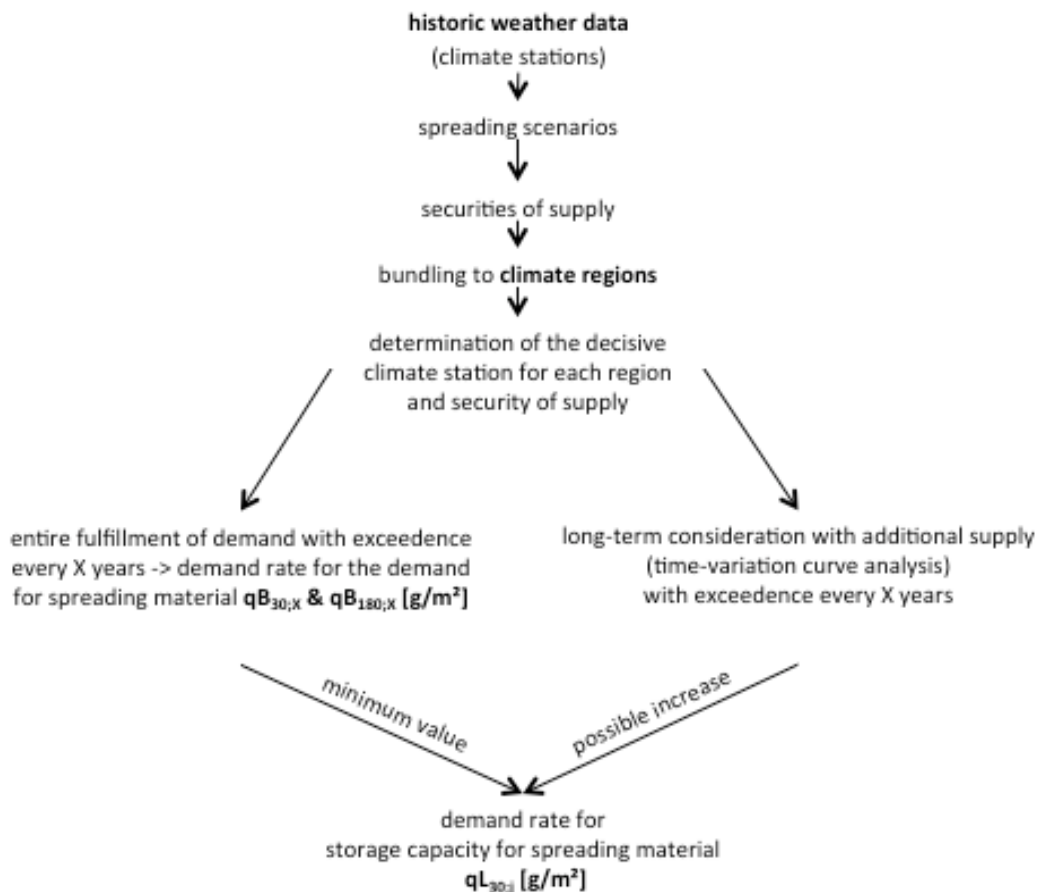 historic weather data
(climate stations)
spreading scenarios
securities of supply
bundling to climate regions
determination of the decisive
climate station for each region
and security of supply
entire fulfillment of demand with exceedence
every X years -> demand rate for the demand
for spreading material qB30;X & qB180;X [g/m²]
long-term consideration with additional supply
(time-variation curve analysis)
with exceedence every X years
minimum value
possible increase
demand rate for
storage capacity for spreading material
qL30;i [g/m²]